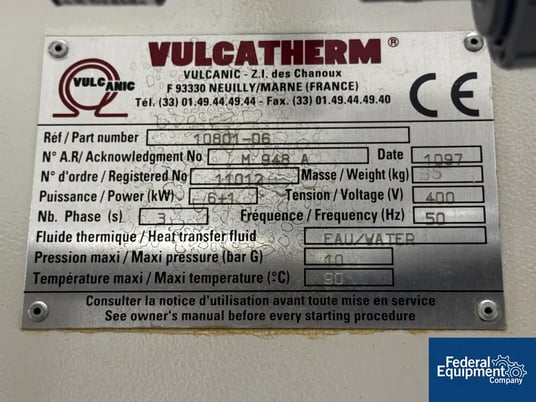 VULCATHERM ®
VULCANIC
VULCANIC - Z.I. des Chanoux
F 93330 NEUILLY/MARNE (FRANCE)
Tél. (33) 01.49.44.49.44 - Fax. (33) 01.49.44.49.40
CE
Réf / Part number 10801-06
N° A.R/ Acknowledgment No M 948 A Date 1097
N° d'ordre / Registered No 11012 Masse / Weight (kg)
Puissance / Power (kW) 6+1 Tension / Voltage (V) 400
Nb. Phase (s) 3 Fréquence / Frequency (Hz) 50
Fluide thermique / Heat transfer fluid EAU/WATER
Pression maxi / Maxi pressure (bar G) 10
Température maxi / Maxi temperature (°C) 90
Consulter la notice d'utilisation avant toute mise en service
See owner's manual before every starting procedure
Federal
Equipment
Company